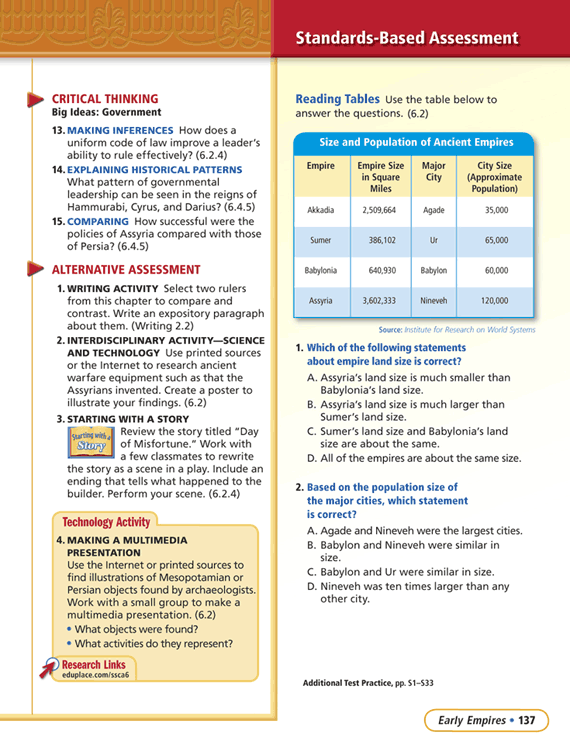 Standards-Based Assessment
CRITICAL THINKING
Big Ideas: Government
13. MAKING INFERENCES How does a
uniform code of law improve a leader's
ability to rule effectively? (6.2.4)
14. EXPLAINING HISTORICAL PATTERNS
What pattern of governmental
leadership can be seen in the reigns of
Hammurabi, Cyrus, and Darius? (6.4.5)
15. COMPARING How successful were the
policies of Assyria compared with those
of Persia? (6.4.5)
ALTERNATIVE ASSESSMENT
1. WRITING ACTIVITY Select two rulers
from this chapter to compare and
contrast. Write an expository paragraph
about them. (Writing 2.2)
2. INTERDISCIPLINARY ACTIVITY—SCIENCE
AND TECHNOLOGY Use printed sources
or the Internet to research ancient
warfare equipment such as that the
Assyrians invented. Create a poster to
illustrate your findings. (6.2)
3. STARTING WITH A STORY
Starting with a
Story
Review the story titled "Day
of Misfortune." Work with
a few classmates to rewrite
the story as a scene in a play. Include an
ending that tells what happened to the
builder. Perform your scene. (6.2.4)
Technology Activity
4. MAKING A MULTIMEDIA
PRESENTATION
Use the Internet or printed sources to
find illustrations of Mesopotamian or
Persian objects found by archaeologists.
Work with a small group to make a
multimedia presentation. (6.2)
• What objects were found?
• What activities do they represent?
Research Links
eduplace.com/ssca6
Reading Tables Use the table below to
answer the questions. (6.2)
Size and Population of Ancient Empires
Empire Empire Size in Square Miles Major City City Size (Approximate Population)
Akkadia 2,509,664 Agade 35,000
Sumer 386,102 Ur 65,000
Babylonia 640,930 Babylon 60,000
Assyria 3,602,333 Nineveh 120,000
Source: Institute for Research on World Systems
1. Which of the following statements
about empire land size is correct?
A. Assyria's land size is much smaller than
Babylonia's land size.
B. Assyria's land size is much larger than
Sumer's land size.
C. Sumer's land size and Babylonia's land
size are about the same.
D. All of the empires are about the same size.
2. Based on the population size of
the major cities, which statement
is correct?
A. Agade and Nineveh were the largest cities.
B. Babylon and Nineveh were similar in
size.
C. Babylon and Ur were similar in size.
D. Nineveh was ten times larger than any
other city.
Additional Test Practice, pp. S1–S33
Early Empires • 137